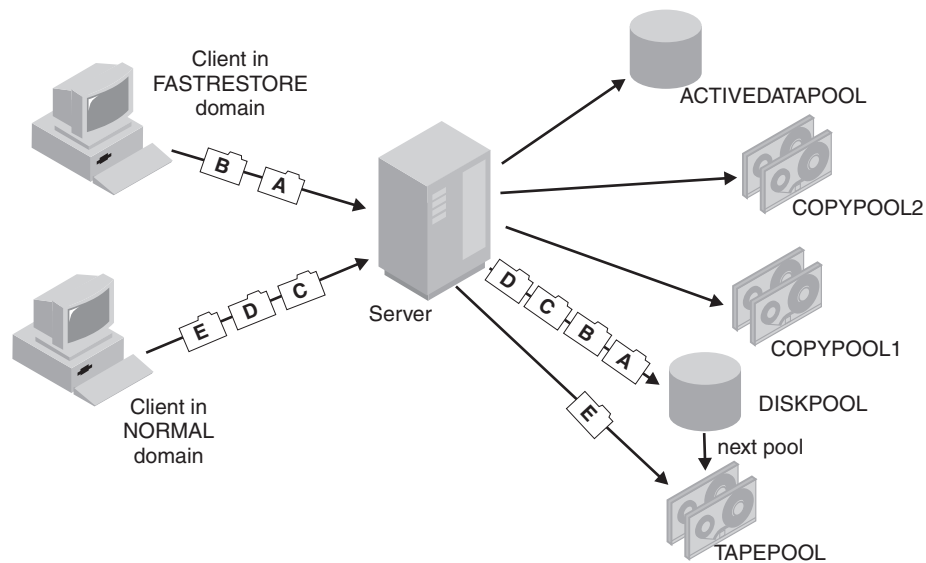 Client in
FASTRESTORE
domain
B
A
ACTIVEDATAPOOL
COPYPOOL2
E
D
C
Server
D
C
B
A
COPYPOOL1
Client in
NORMAL
domain
E
DISKPOOL
next pool
TAPEPOOL